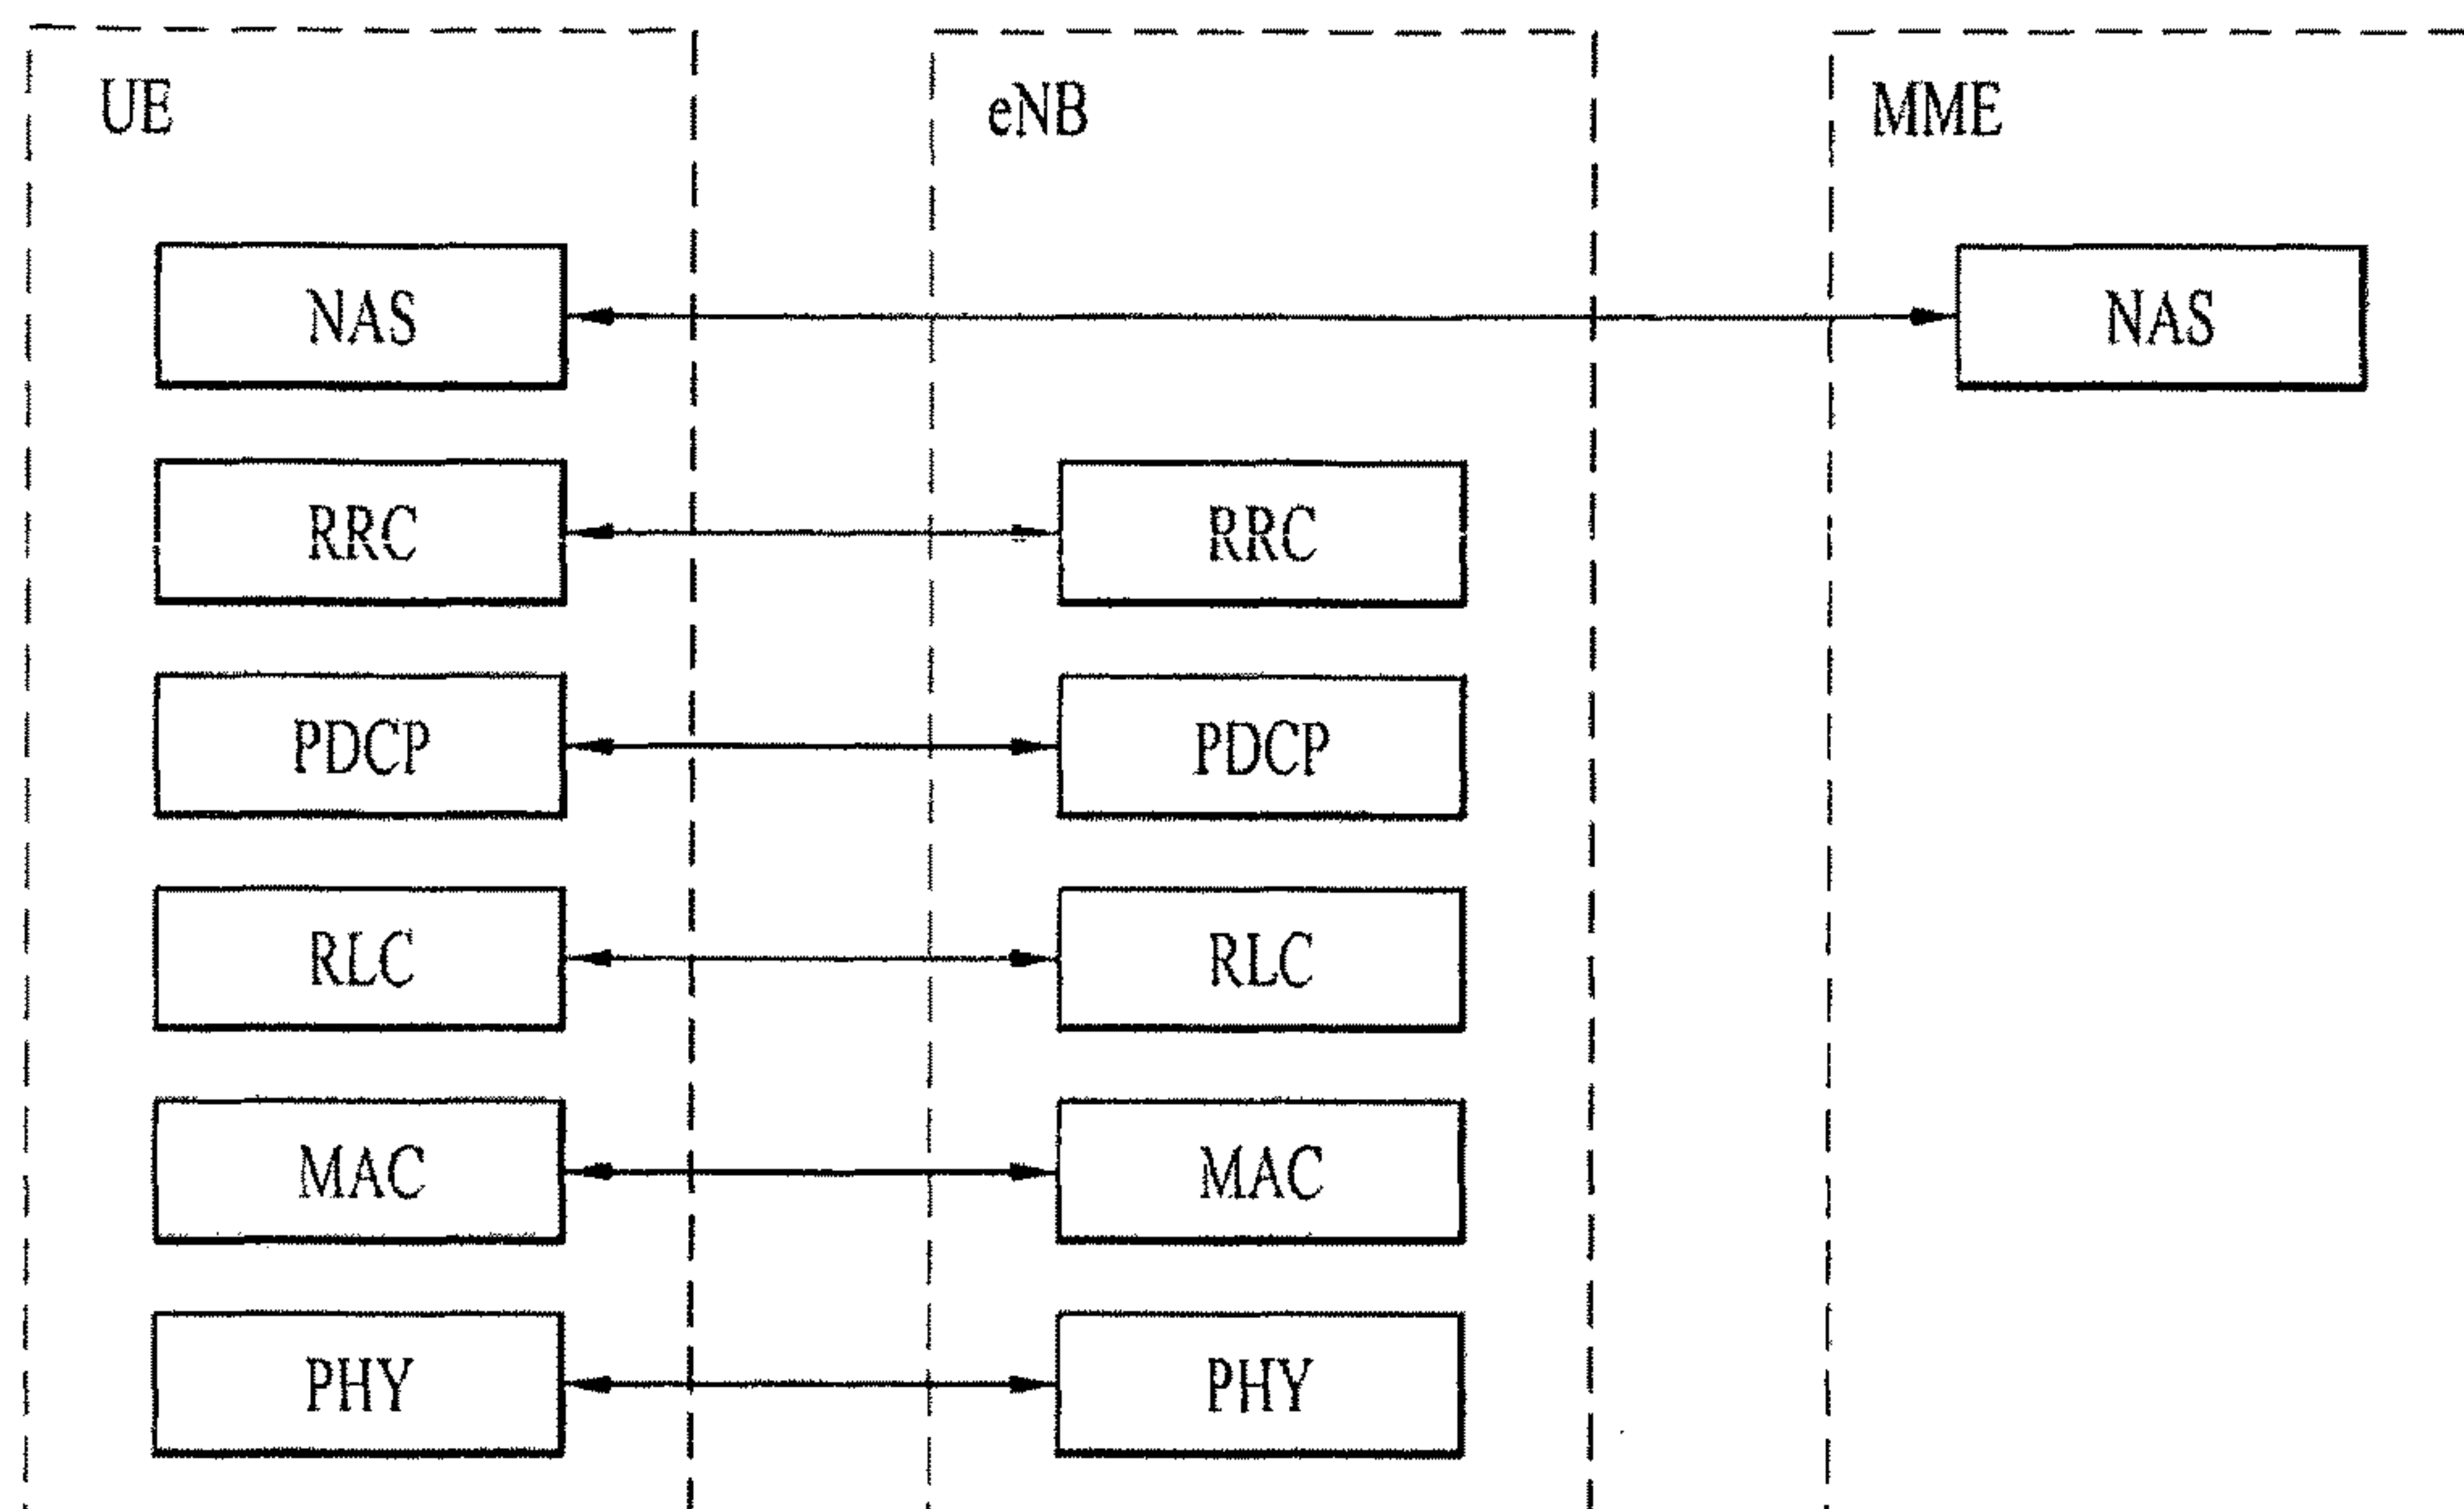 UE
eNB
MME
NAS
NAS
RRC
RRC
PDCP
PDCP
RLC
RLC
MAC
MAC
PHY
PHY